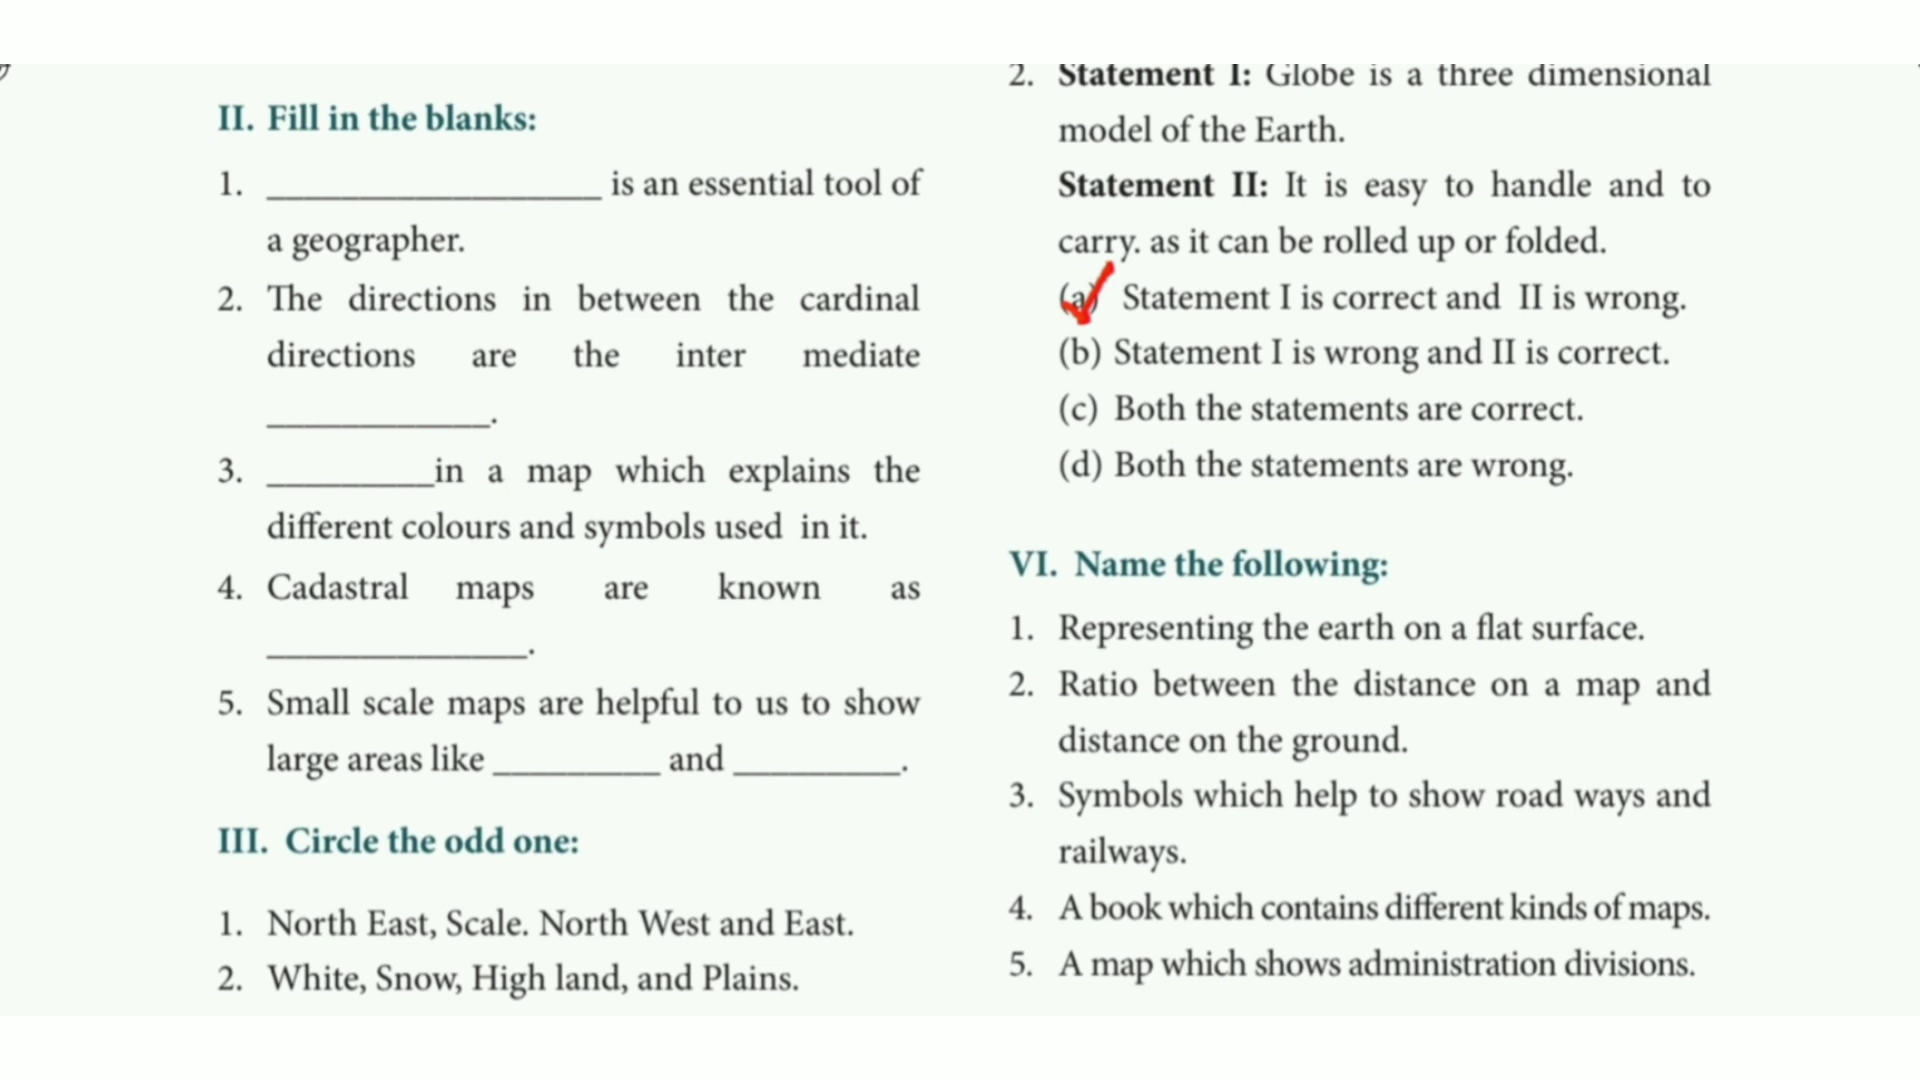 II. Fill in the blanks:
1. __________________ is an essential tool of
a geographer.
2. The directions in between the cardinal
directions are the inter mediate
____________.
3. _________in a map which explains the
different colours and symbols used in it.
4. Cadastral maps are known as
______________.
5. Small scale maps are helpful to us to show
large areas like _________ and _________.
III. Circle the odd one:
1. North East, Scale. North West and East.
2. White, Snow, High land, and Plains.
2. Statement I: Globe is a three dimensional
model of the Earth.
Statement II: It is easy to handle and to
carry. as it can be rolled up or folded.
(a) Statement I is correct and II is wrong.
(b) Statement I is wrong and II is correct.
(c) Both the statements are correct.
(d) Both the statements are wrong.
VI. Name the following:
1. Representing the earth on a flat surface.
2. Ratio between the distance on a map and
distance on the ground.
3. Symbols which help to show road ways and
railways.
4. A book which contains different kinds of maps.
5. A map which shows administration divisions.